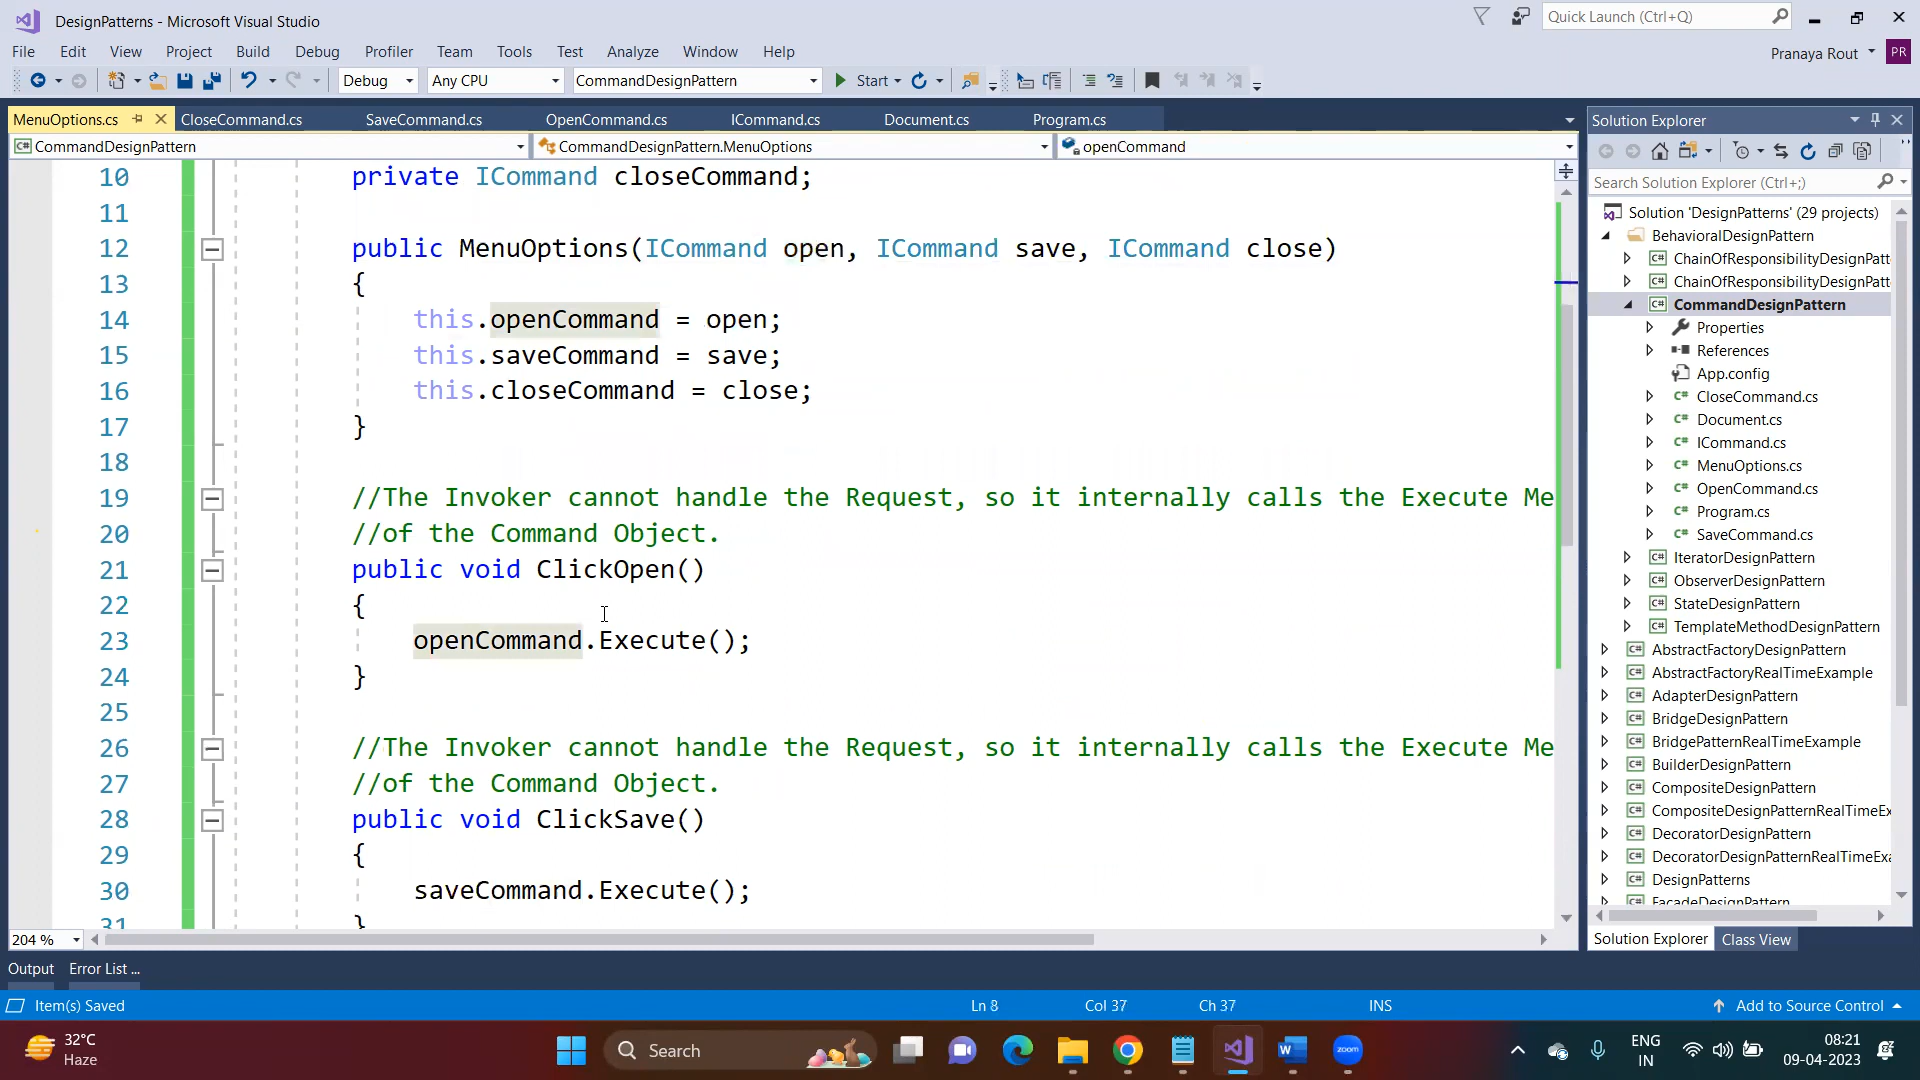 DesignPatterns - Microsoft Visual Studio
Quick Launch (Ctrl+Q)
File Edit View Project Build Debug Profiler Team Tools Test Analyze Window Help
Pranaya Rout PR
Debug Any CPU CommandDesignPattern Start
MenuOptions.cs CloseCommand.cs SaveCommand.cs OpenCommand.cs ICommand.cs Document.cs Program.cs
CommandDesignPattern CommandDesignPattern.MenuOptions openCommand
10 private ICommand closeCommand;
11
12 public MenuOptions(ICommand open, ICommand save, ICommand close)
13 {
14 this.openCommand = open;
15 this.saveCommand = save;
16 this.closeCommand = close;
17 }
18
19 //The Invoker cannot handle the Request, so it internally calls the Execute Me
20 //of the Command Object.
21 public void ClickOpen()
22 {
23 openCommand.Execute();
24 }
25
26 //The Invoker cannot handle the Request, so it internally calls the Execute Me
27 //of the Command Object.
28 public void ClickSave()
29 {
30 saveCommand.Execute();
31 }
204 %
Solution Explorer
Search Solution Explorer (Ctrl+;)
Solution 'DesignPatterns' (29 projects)
BehavioralDesignPattern
C# ChainOfResponsibilityDesignPatt
C# ChainOfResponsibilityDesignPatt
C# CommandDesignPattern
Properties
References
App.config
C# CloseCommand.cs
C# Document.cs
C# ICommand.cs
C# MenuOptions.cs
C# OpenCommand.cs
C# Program.cs
C# SaveCommand.cs
C# IteratorDesignPattern
C# ObserverDesignPattern
C# StateDesignPattern
C# TemplateMethodDesignPattern
C# AbstractFactoryDesignPattern
C# AbstractFactoryRealTimeExample
C# AdapterDesignPattern
C# BridgeDesignPattern
C# BridgePatternRealTimeExample
C# BuilderDesignPattern
C# CompositeDesignPattern
C# CompositeDesignPatternRealTimeEx
C# DecoratorDesignPattern
C# DecoratorDesignPatternRealTimeExa
C# DesignPatterns
C# FacadeDesignPattern
Solution Explorer Class View
Output Error List ...
Item(s) Saved Ln 8 Col 37 Ch 37 INS Add to Source Control
32°C
Haze
Search
zoom
ENG
IN
08:21
09-04-2023